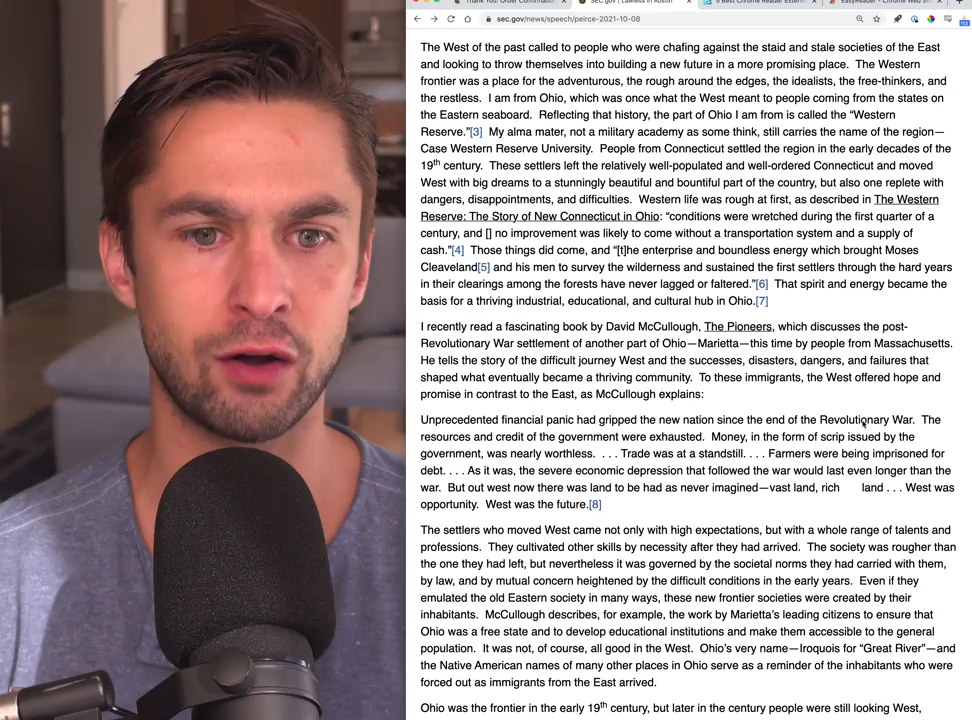 Thank You: Order Confirmation
SEC.gov | Lawless in Austin
5 Best Chrome Reader Exten
EasyReader - Chrome Web St
sec.gov/news/speech/peirce-2021-10-08
The West of the past called to people who were chafing against the staid and stale societies of the East
and looking to throw themselves into building a new future in a more promising place. The Western
frontier was a place for the adventurous, the rough around the edges, the idealists, the free-thinkers, and
the restless. I am from Ohio, which was once what the West meant to people coming from the states on
the Eastern seaboard. Reflecting that history, the part of Ohio I am from is called the “Western
Reserve.”[3] My alma mater, not a military academy as some think, still carries the name of the region—
Case Western Reserve University. People from Connecticut settled the region in the early decades of the
19th century. These settlers left the relatively well-populated and well-ordered Connecticut and moved
West with big dreams to a stunningly beautiful and bountiful part of the country, but also one replete with
dangers, disappointments, and difficulties. Western life was rough at first, as described in The Western
Reserve: The Story of New Connecticut in Ohio: “conditions were wretched during the first quarter of a
century, and [] no improvement was likely to come without a transportation system and a supply of
cash.”[4] Those things did come, and “[t]he enterprise and boundless energy which brought Moses
Cleaveland[5] and his men to survey the wilderness and sustained the first settlers through the hard years
in their clearings among the forests have never lagged or faltered.”[6] That spirit and energy became the
basis for a thriving industrial, educational, and cultural hub in Ohio.[7]
I recently read a fascinating book by David McCullough, The Pioneers, which discusses the post-
Revolutionary War settlement of another part of Ohio—Marietta—this time by people from Massachusetts.
He tells the story of the difficult journey West and the successes, disasters, dangers, and failures that
shaped what eventually became a thriving community. To these immigrants, the West offered hope and
promise in contrast to the East, as McCullough explains:
Unprecedented financial panic had gripped the new nation since the end of the Revolutionary War. The
resources and credit of the government were exhausted. Money, in the form of scrip issued by the
government, was nearly worthless. . . . Trade was at a standstill. . . . Farmers were being imprisoned for
debt. . . . As it was, the severe economic depression that followed the war would last even longer than the
war. But out west now there was land to be had as never imagined—vast land, rich land . . . West was
opportunity. West was the future.[8]
The settlers who moved West came not only with high expectations, but with a whole range of talents and
professions. They cultivated other skills by necessity after they had arrived. The society was rougher than
the one they had left, but nevertheless it was governed by the societal norms they had carried with them,
by law, and by mutual concern heightened by the difficult conditions in the early years. Even if they
emulated the old Eastern society in many ways, these new frontier societies were created by their
inhabitants. McCullough describes, for example, the work by Marietta’s leading citizens to ensure that
Ohio was a free state and to develop educational institutions and make them accessible to the general
population. It was not, of course, all good in the West. Ohio’s very name—Iroquois for “Great River”—and
the Native American names of many other places in Ohio serve as a reminder of the inhabitants who were
forced out as immigrants from the East arrived.
Ohio was the frontier in the early 19th century, but later in the century people were still looking West,